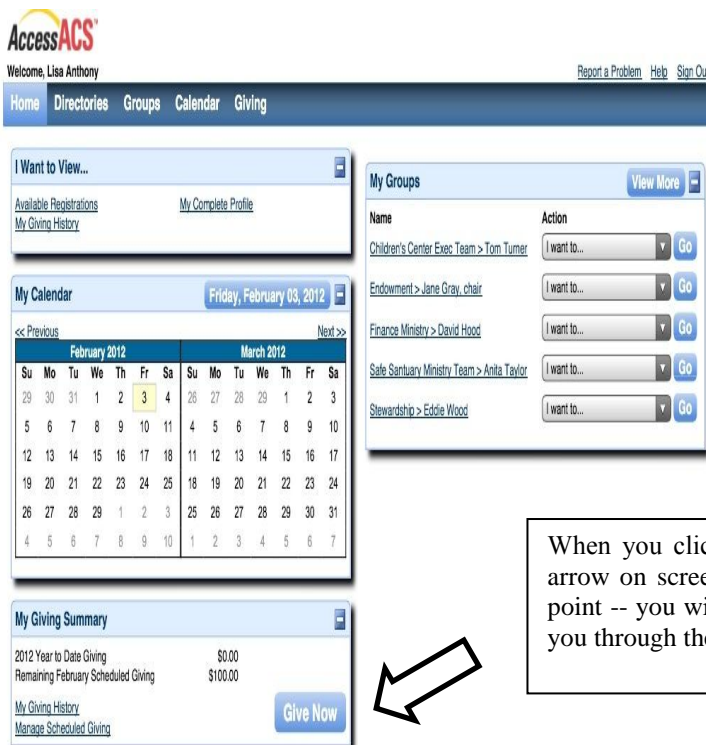 AccessACS
Welcome, Lisa Anthony
Report a Problem Help Sign Ou
Home Directories Groups Calendar Giving
I Want to View...
Available Registrations My Complete Profile
My Giving History
My Calendar Friday, February 03, 2012
<< Previous Next >>
February 2012 March 2012
Su Mo Tu We Th Fr Sa Su Mo Tu We Th Fr Sa
29 30 31 1 2 3 4 26 27 28 29 1 2 3
5 6 7 8 9 10 11 4 5 6 7 8 9 10
12 13 14 15 16 17 18 11 12 13 14 15 16 17
19 20 21 22 23 24 25 18 19 20 21 22 23 24
26 27 28 29 1 2 3 25 26 27 28 29 30 31
4 5 6 7 8 9 10 1 2 3 4 5 6 7
My Giving Summary
2012 Year to Date Giving $0.00
Remaining February Scheduled Giving $100.00
My Giving History
Manage Scheduled Giving
Give Now
My Groups View More
Name Action
Children's Center Exec Team > Tom Turner I want to... Go
Endowment > Jane Gray, chair I want to... Go
Finance Ministry > David Hood I want to... Go
Safe Santuary Ministry Team > Anita Taylor I want to... Go
Stewardship > Eddie Wood I want to... Go
When you clic
arrow on scree
point -- you wi
you through the